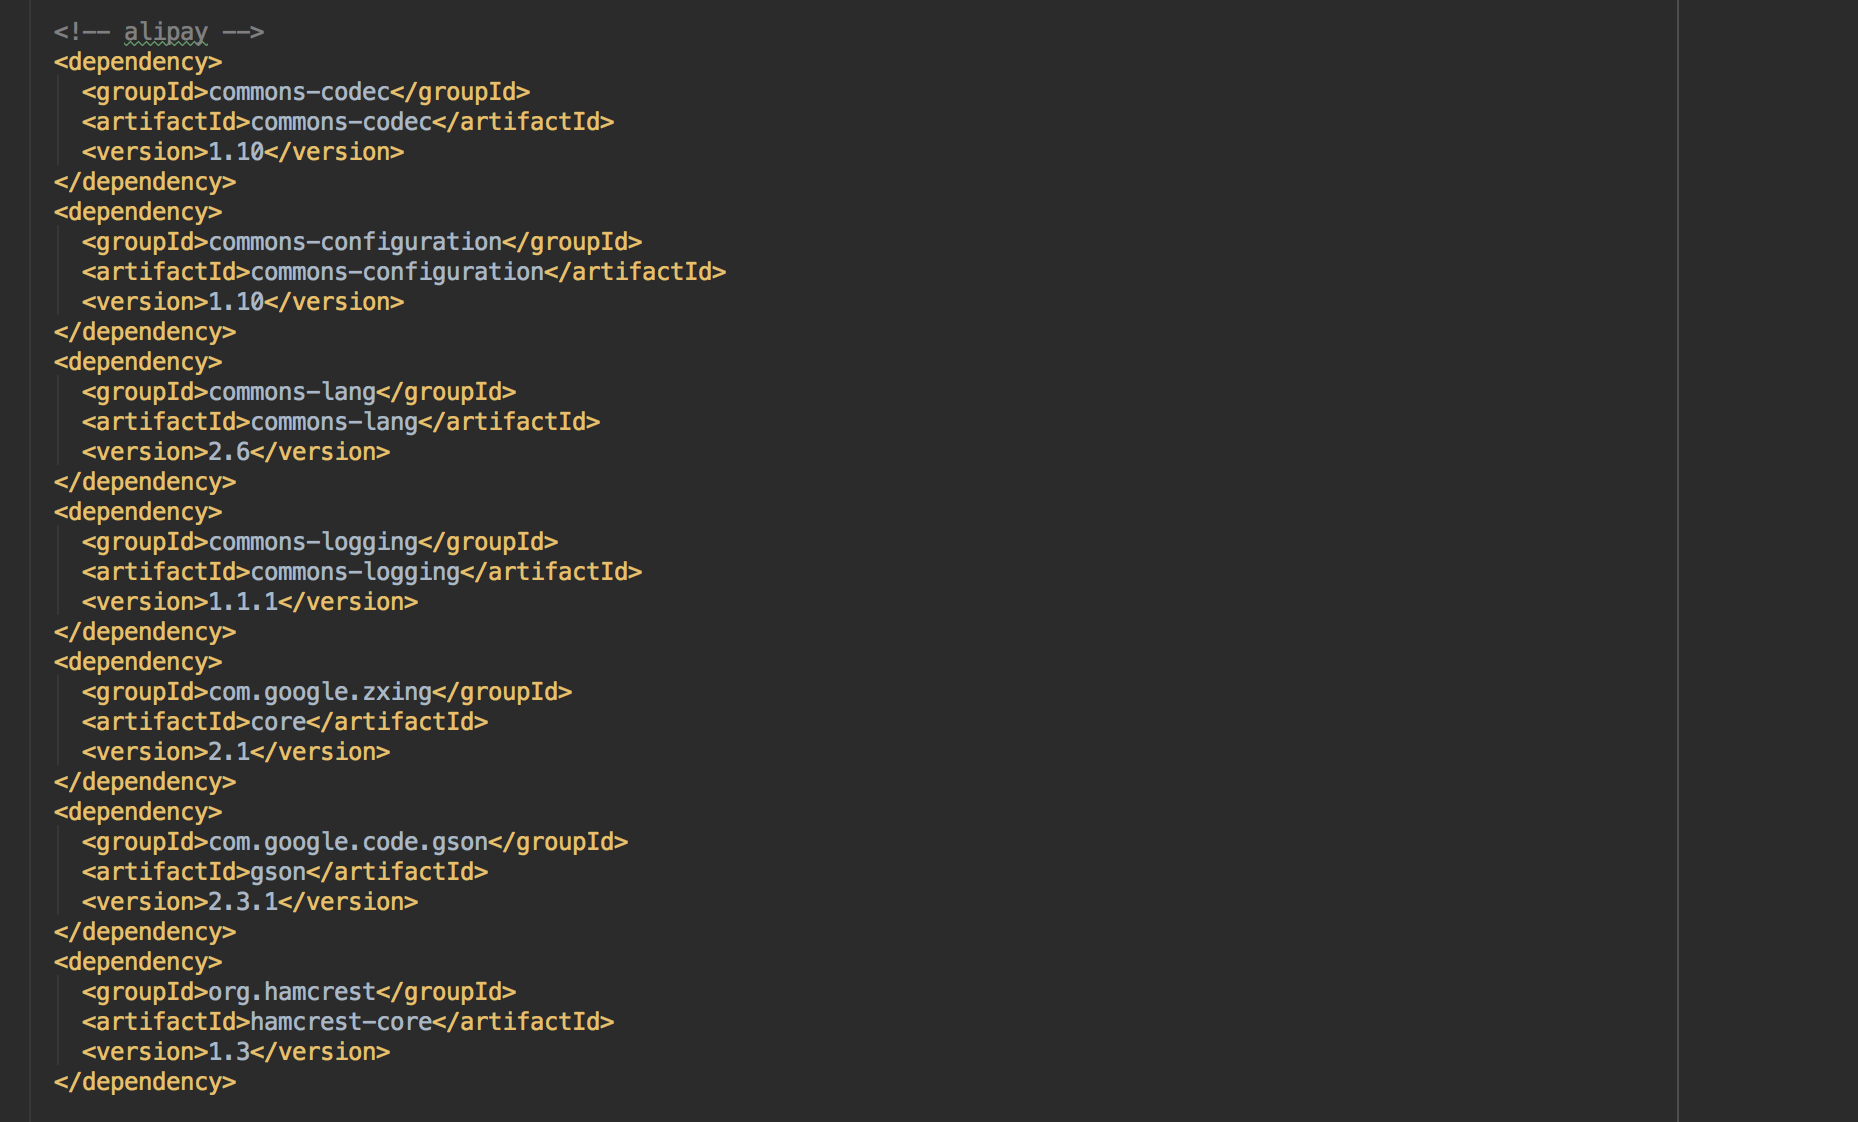 <!-- alipay -->
<dependency>
<groupId>commons-codec</groupId>
<artifactId>commons-codec</artifactId>
<version>1.10</version>
</dependency>
<dependency>
<groupId>commons-configuration</groupId>
<artifactId>commons-configuration</artifactId>
<version>1.10</version>
</dependency>
<dependency>
<groupId>commons-lang</groupId>
<artifactId>commons-lang</artifactId>
<version>2.6</version>
</dependency>
<dependency>
<groupId>commons-logging</groupId>
<artifactId>commons-logging</artifactId>
<version>1.1.1</version>
</dependency>
<dependency>
<groupId>com.google.zxing</groupId>
<artifactId>core</artifactId>
<version>2.1</version>
</dependency>
<dependency>
<groupId>com.google.code.gson</groupId>
<artifactId>gson</artifactId>
<version>2.3.1</version>
</dependency>
<dependency>
<groupId>org.hamcrest</groupId>
<artifactId>hamcrest-core</artifactId>
<version>1.3</version>
</dependency>